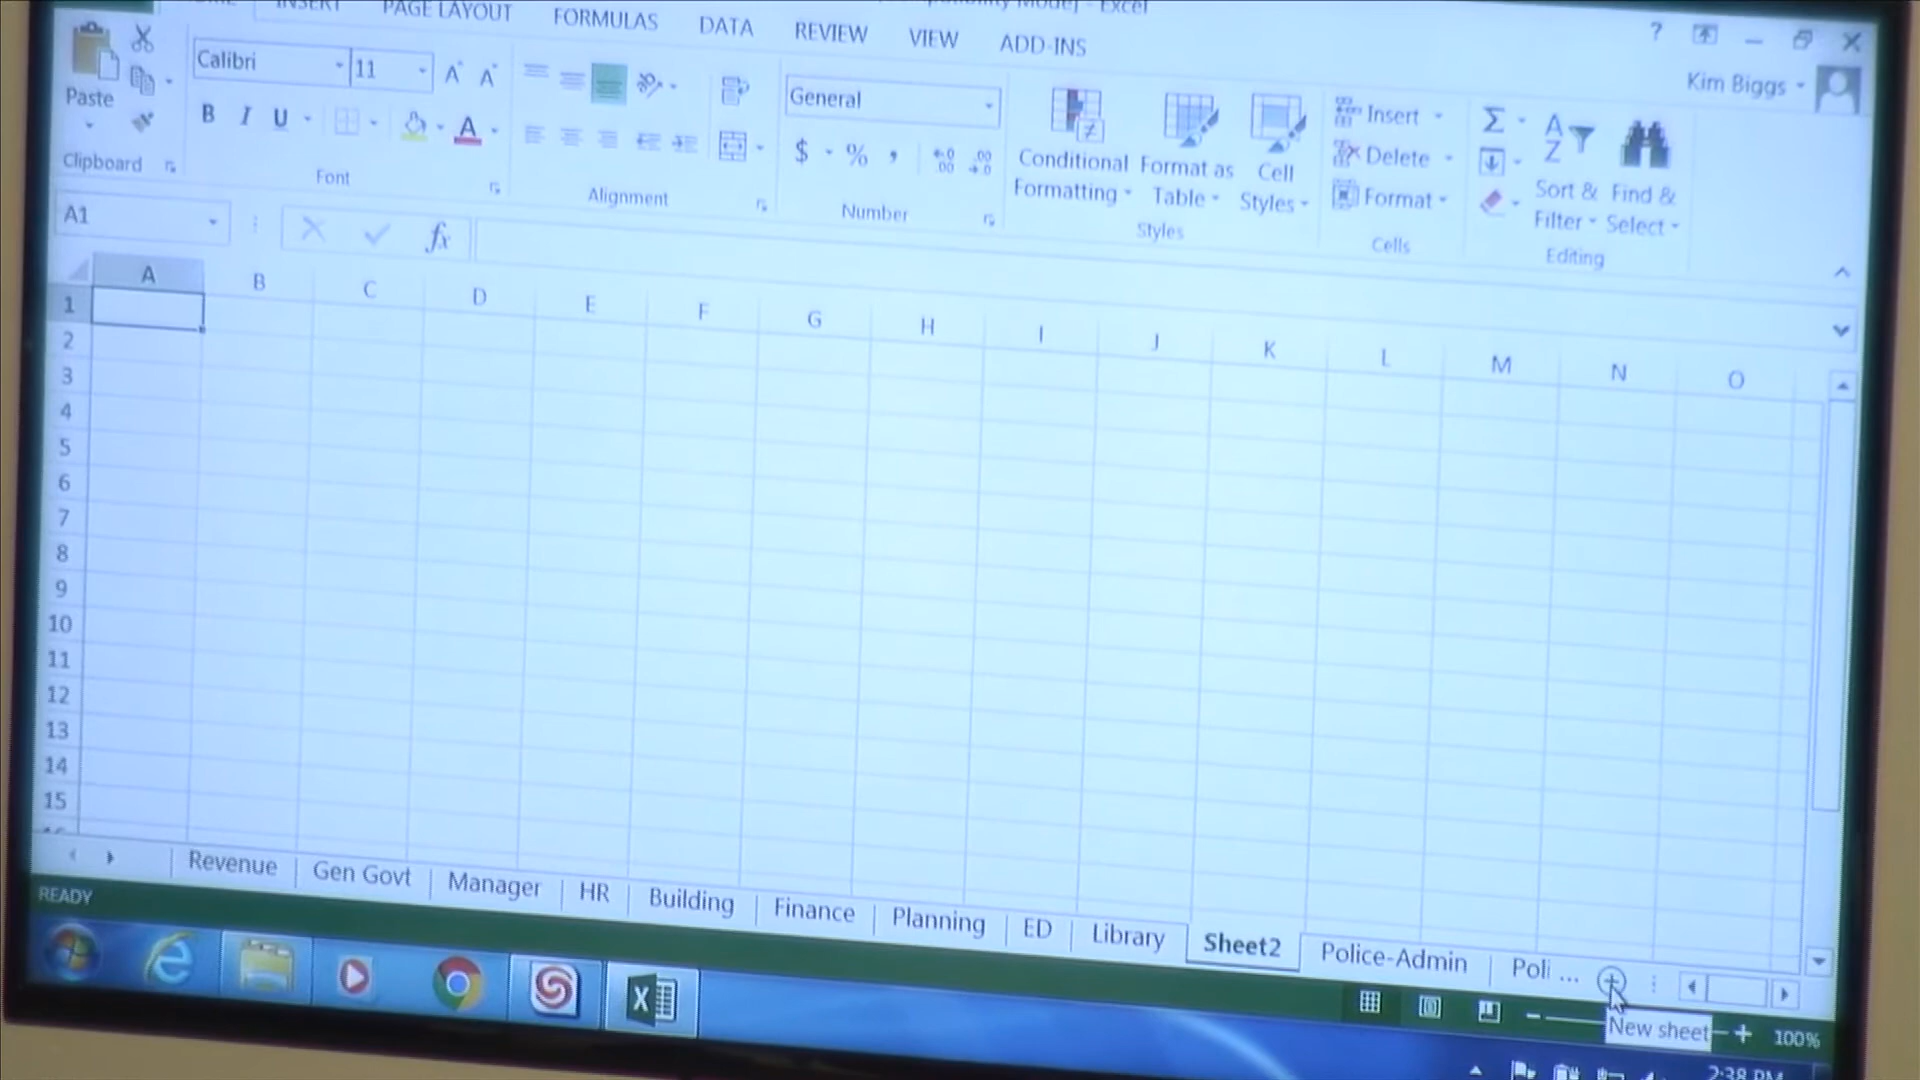 INSERT PAGE LAYOUT FORMULAS DATA REVIEW VIEW ADD-INS
Excel
?
Kim Biggs
Paste
Clipboard
Calibri 11
B I U A
Font
Alignment
General
$ % ,
Number
Conditional Formatting
Format as Table
Cell Styles
Styles
Insert
Delete
Format
Cells
Σ
A Z
Sort & Filter
Find & Select
Editing
A1
fx
A B C D E F G H I J K L M N O
1
2
3
4
5
6
7
8
9
10
11
12
13
14
15
Revenue Gen Govt Manager HR Building Finance Planning ED Library Sheet2 Police-Admin Poli ...
READY
New sheet
100%
2:38 PM